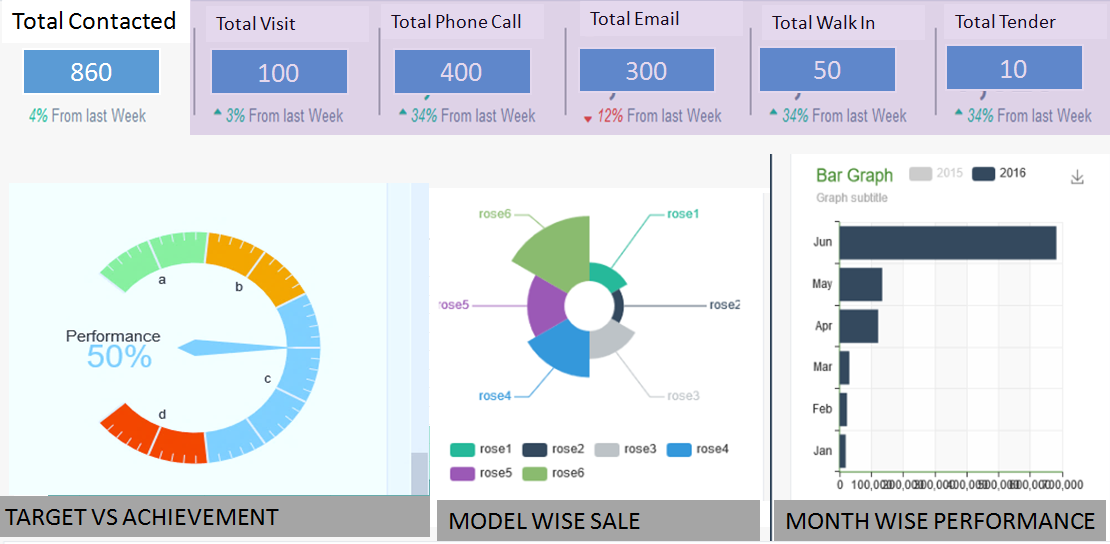 Total Contacted
860
4% From last Week
Total Visit
100
3% From last Week
Total Phone Call
400
34% From last Week
Total Email
300
12% From last Week
Total Walk In
50
34% From last Week
Total Tender
10
34% From last Week
a
b
Performance
50%
c
d
TARGET VS ACHIEVEMENT
rose6
rose1
ose5
rose2
rose4
rose3
rose1 rose2 rose3 rose4
rose5 rose6
MODEL WISE SALE
Bar Graph
2015 2016
Graph subtitle
Jun
May
Apr
Mar
Feb
Jan
0 100,000 200,000 300,000 400,000 500,000 600,000 700,000
MONTH WISE PERFORMANCE